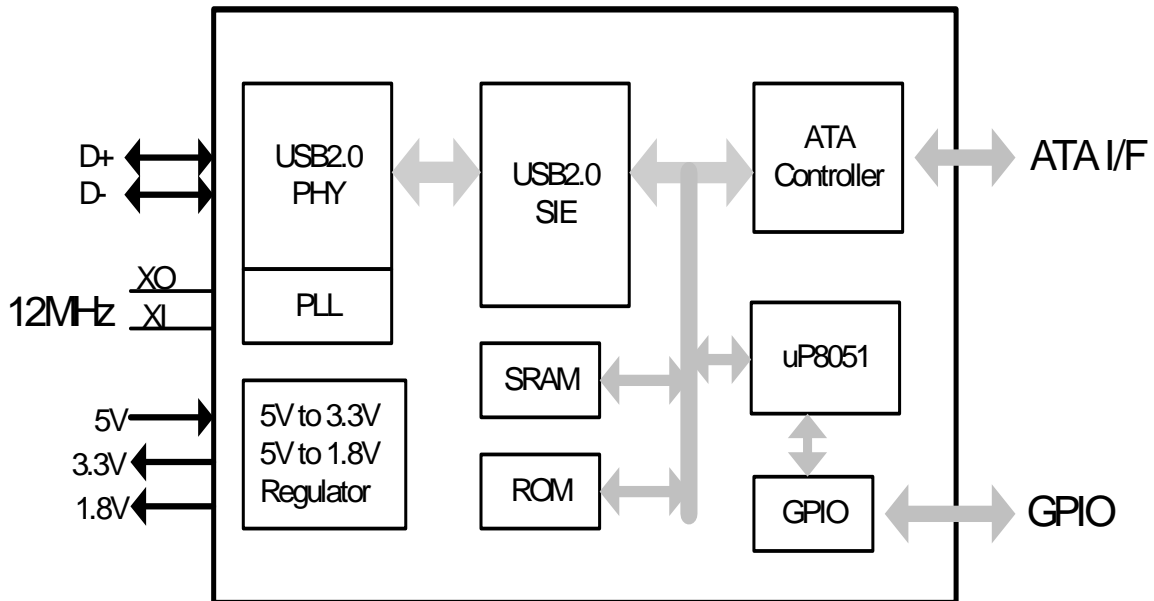 D+
D-
XO
12MHz
XI
5V
3.3V
1.8V
USB2.0
PHY
PLL
5V to 3.3V
5V to 1.8V
Regulator
USB2.0
SIE
SRAM
ROM
ATA
Controller
uP8051
GPIO
ATA I/F
GPIO